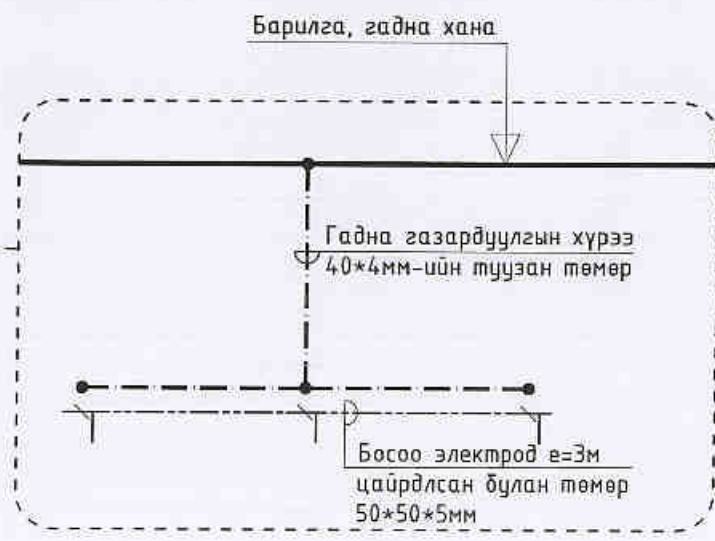 Барилга, гадна хана
Гадна газардуулгын хүрээ
40*4мм-ийн туузан төмөр
Босоо электрод е=3м
цайрдлсан булан төмөр
50*50*5мм